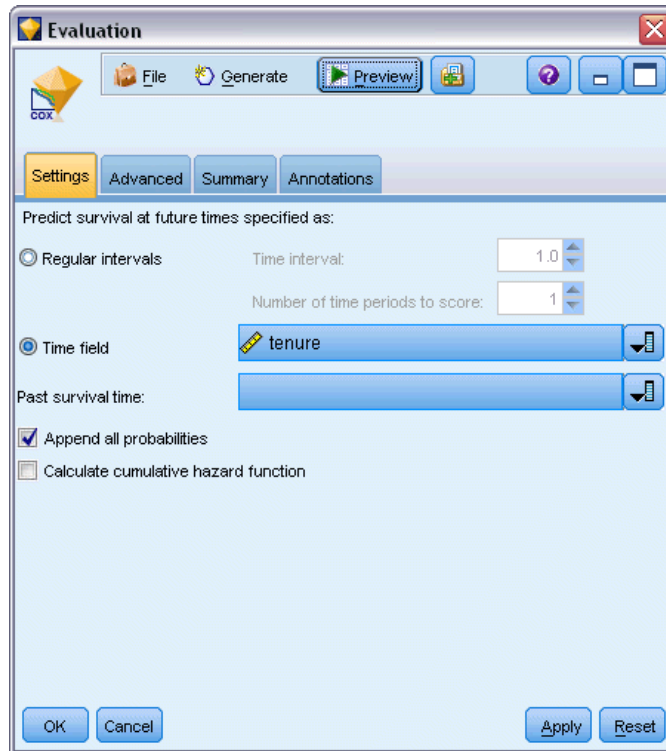 Evaluation
COX
File Generate Preview
Settings Advanced Summary Annotations
Predict survival at future times specified as:
Regular intervals Time interval: 1.0
Number of time periods to score: 1
Time field tenure
Past survival time:
Append all probabilities
Calculate cumulative hazard function
OK Cancel Apply Reset